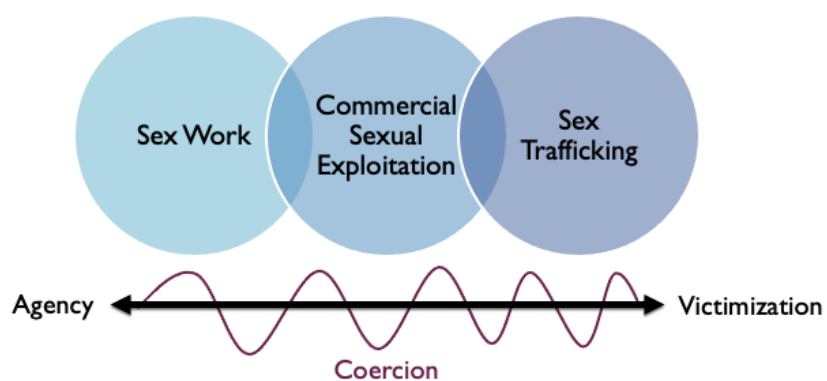 Sex Work
Commercial
Sexual
Exploitation
Sex
Trafficking
Agency
Victimization
Coercion